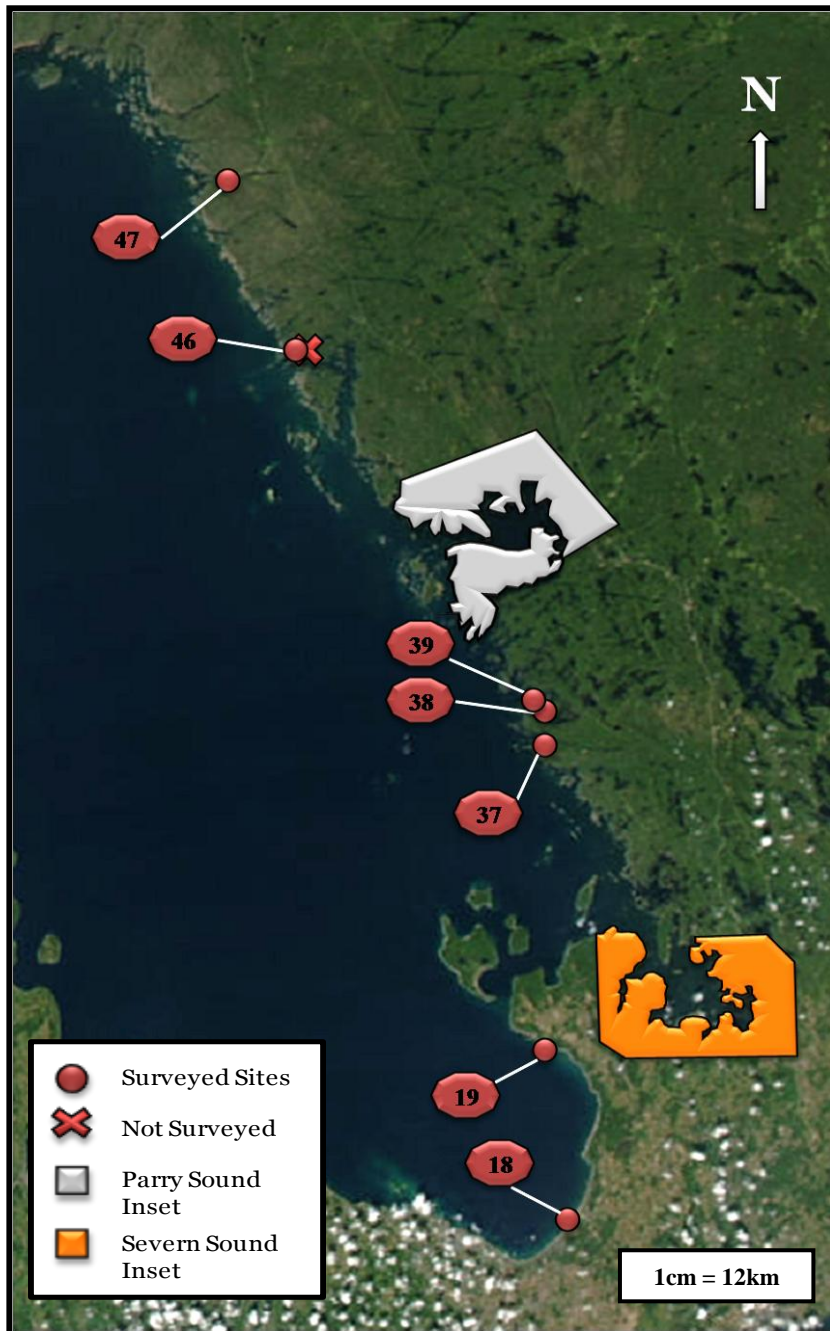 N
47
46
39
38
37
19
18
Surveyed Sites
Not Surveyed
Parry Sound
Inset
Severn Sound
Inset
1cm = 12km